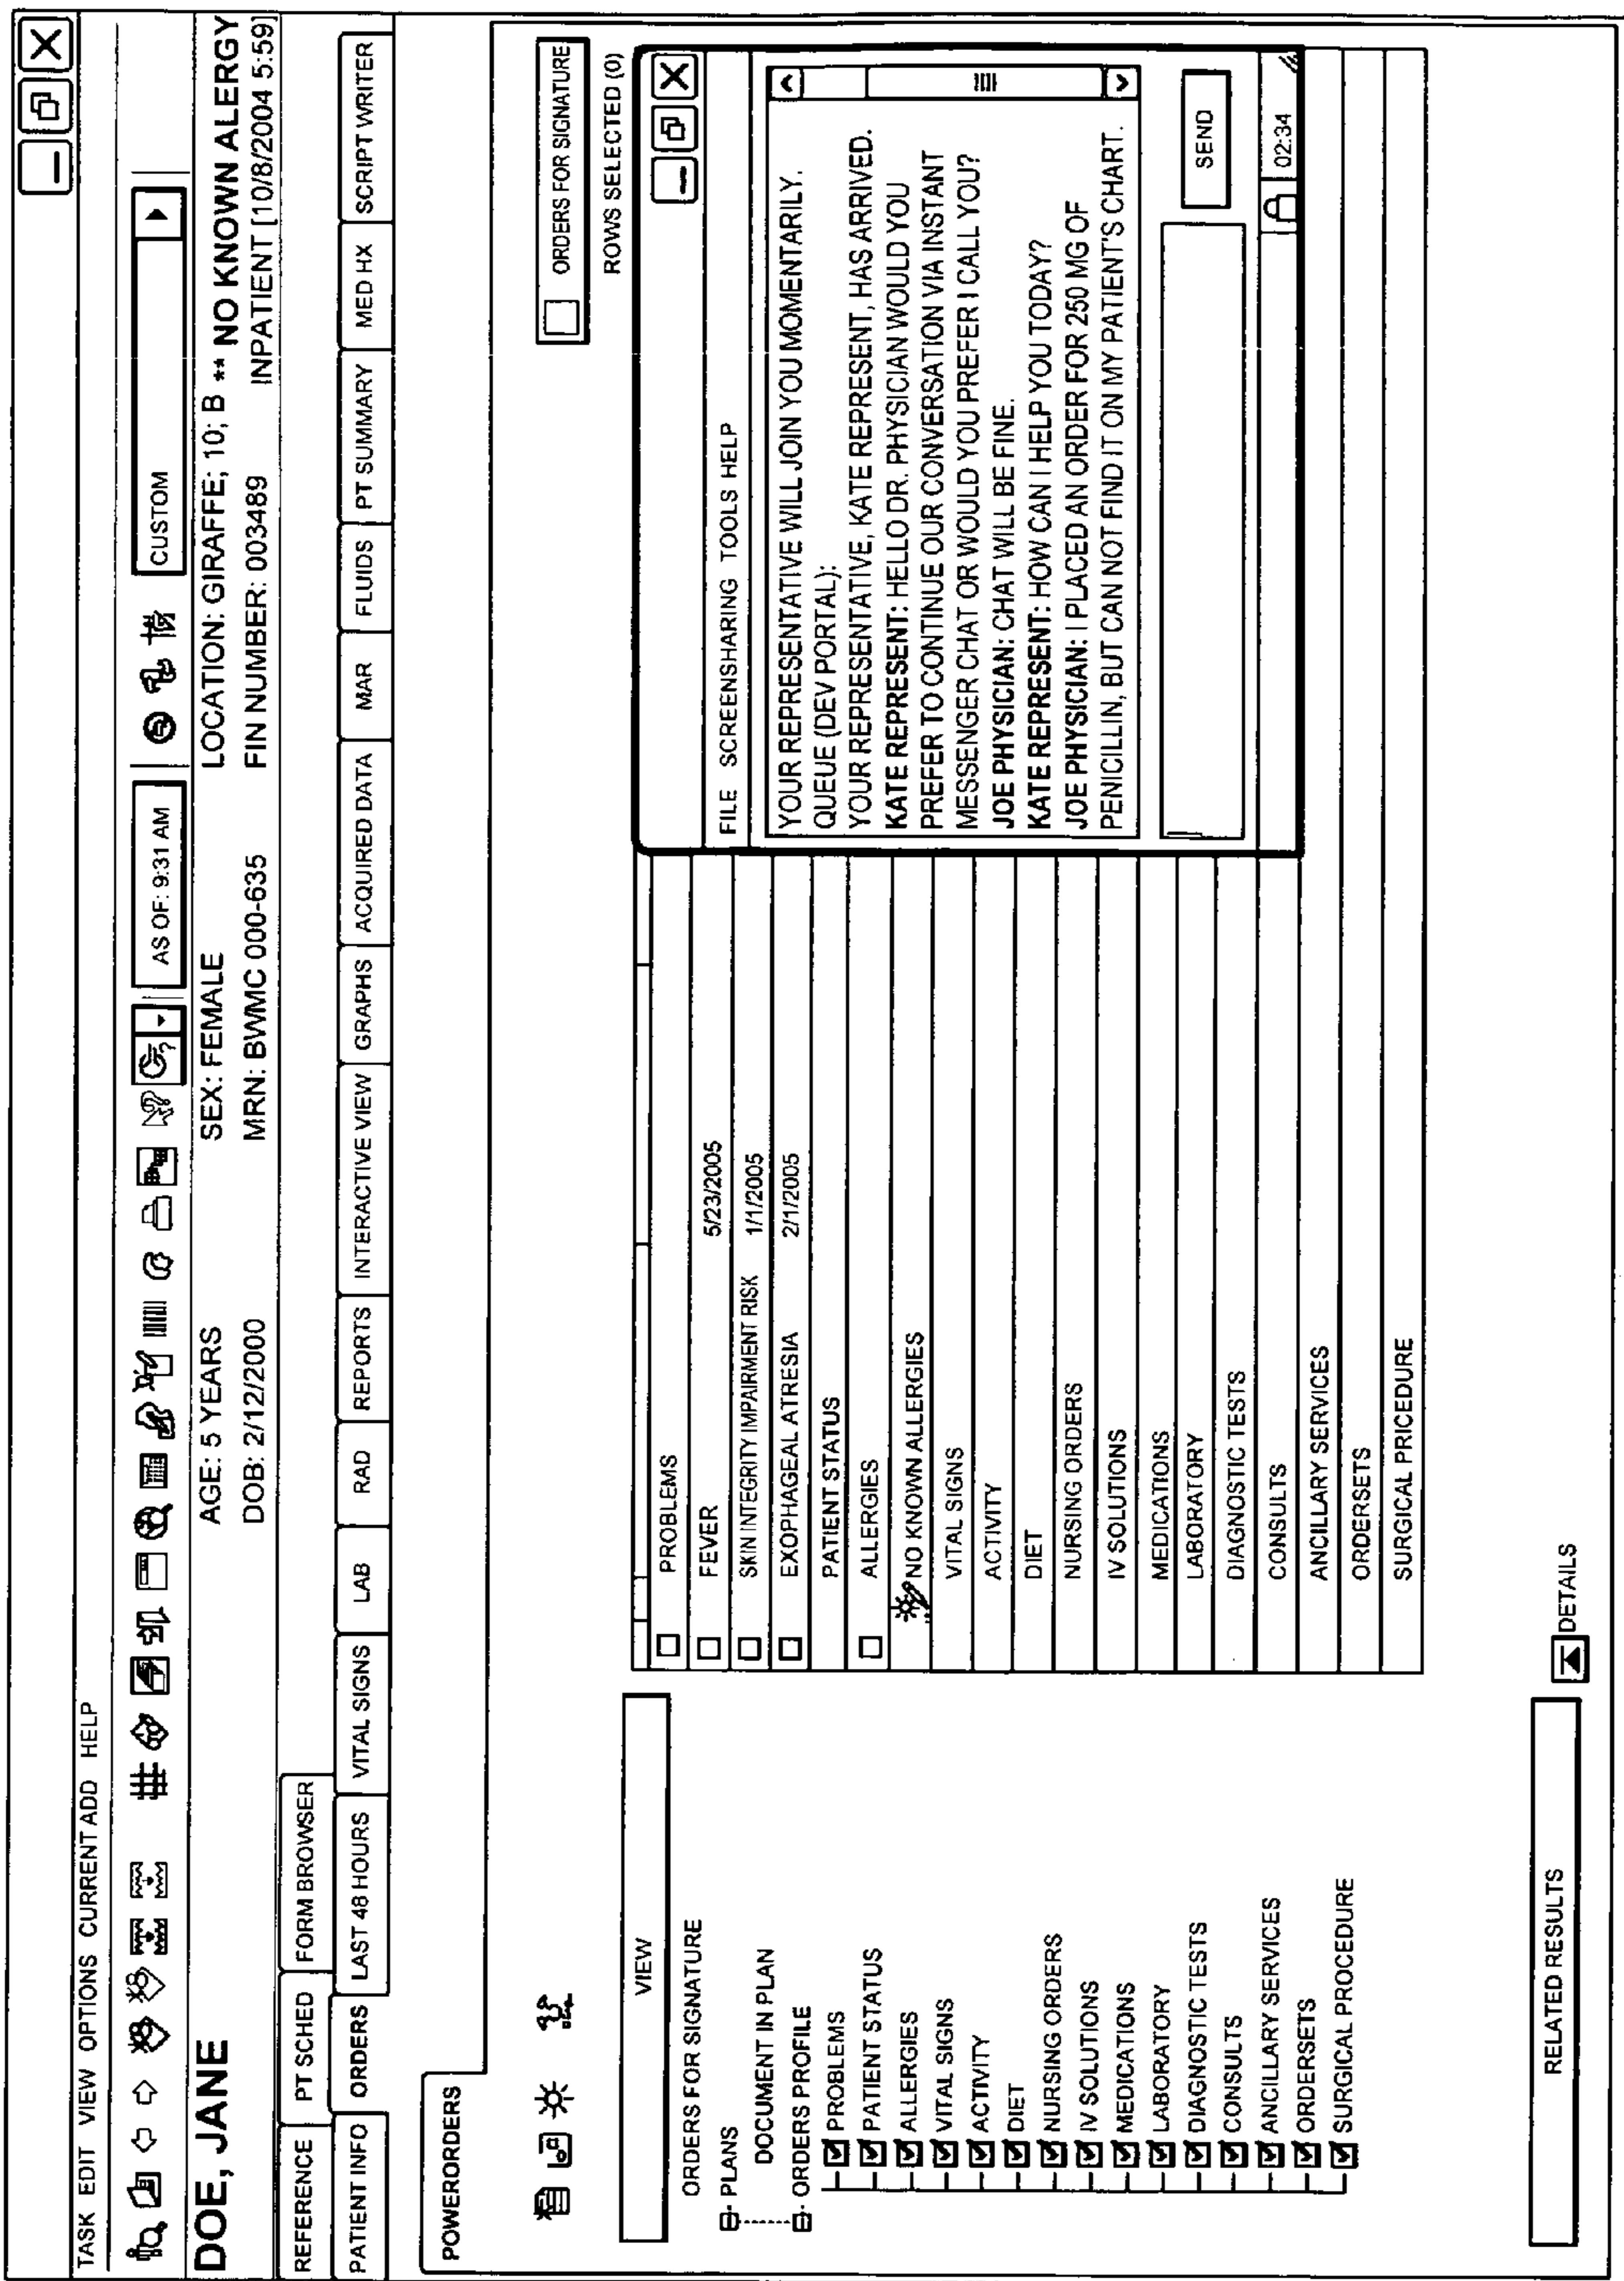 TASK EDIT VIEW OPTIONS CURRENT ADD HELP
AS OF: 9:31 AM
CUSTOM
DOE, JANE
AGE: 5 YEARS SEX: FEMALE LOCATION: GIRAFFE; 10; B ** NO KNOWN ALERGY
DOB: 2/12/2000 MRN: BWMC 000-635 FIN NUMBER: 003489 INPATIENT [10/8/2004 5:59]
REFERENCE PT SCHED FORM BROWSER
PATIENT INFO ORDERS LAST 48 HOURS VITAL SIGNS LAB RAD REPORTS INTERACTIVE VIEW GRAPHS ACQUIRED DATA MAR FLUIDS PT SUMMARY MED HX SCRIPT WRITER
POWERORDERS
ORDERS FOR SIGNATURE
ROWS SELECTED (0)
VIEW
ORDERS FOR SIGNATURE
PLANS
DOCUMENT IN PLAN
ORDERS PROFILE
PROBLEMS
PATIENT STATUS
ALLERGIES
VITAL SIGNS
ACTIVITY
DIET
NURSING ORDERS
IV SOLUTIONS
MEDICATIONS
LABORATORY
DIAGNOSTIC TESTS
CONSULTS
ANCILLARY SERVICES
ORDERSETS
SURGICAL PROCEDURE
PROBLEMS
FEVER 5/23/2005
SKIN INTEGRITY IMPAIRMENT RISK 1/1/2005
EXOPHAGEAL ATRESIA 2/1/2005
PATIENT STATUS
ALLERGIES
NO KNOWN ALLERGIES
VITAL SIGNS
ACTIVITY
DIET
NURSING ORDERS
IV SOLUTIONS
MEDICATIONS
LABORATORY
DIAGNOSTIC TESTS
CONSULTS
ANCILLARY SERVICES
ORDERSETS
SURGICAL PRICEDURE
FILE SCREENSHARING TOOLS HELP
YOUR REPRESENTATIVE WILL JOIN YOU MOMENTARILY.
QUEUE (DEV PORTAL):
YOUR REPRESENTATIVE, KATE REPRESENT, HAS ARRIVED.
KATE REPRESENT: HELLO DR. PHYSICIAN WOULD YOU
PREFER TO CONTINUE OUR CONVERSATION VIA INSTANT
MESSENGER CHAT OR WOULD YOU PREFER I CALL YOU?
JOE PHYSICIAN: CHAT WILL BE FINE.
KATE REPRESENT: HOW CAN I HELP YOU TODAY?
JOE PHYSICIAN: I PLACED AN ORDER FOR 250 MG OF
PENICILLIN, BUT CAN NOT FIND IT ON MY PATIENT'S CHART.
SEND
02:34
RELATED RESULTS
DETAILS